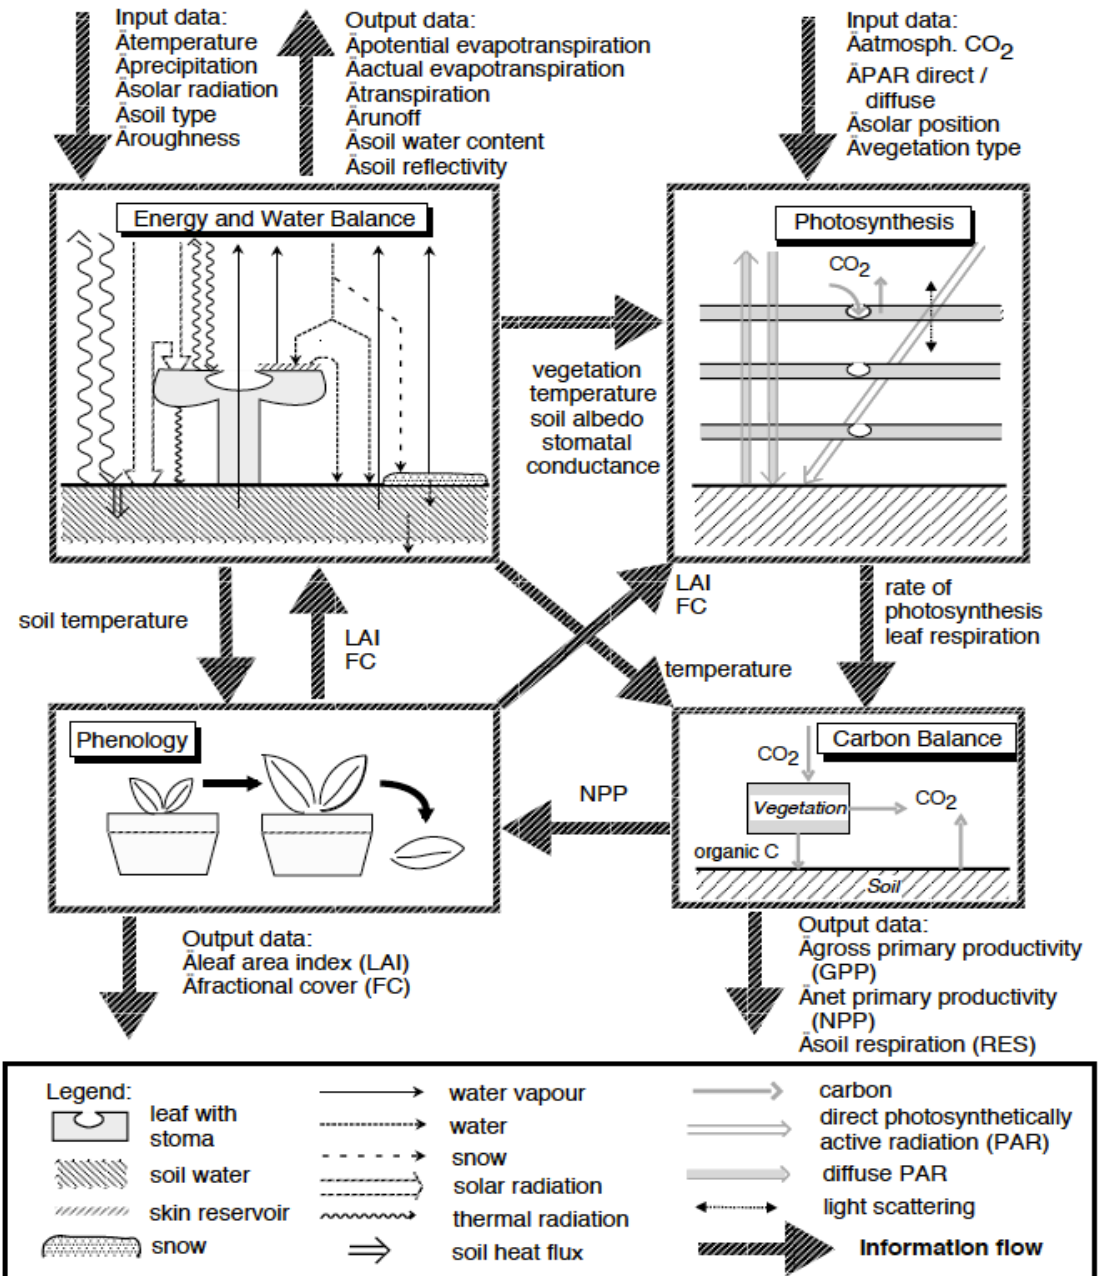 Input data:
Ätemperature
Äprecipitation
Äsolar radiation
Äsoil type
Äroughness
Output data:
Äpotential evapotranspiration
Äactual evapotranspiration
Ätranspiration
Ärunoff
Äsoil water content
Äsoil reflectivity
Input data:
Äatmosph. CO2
ÄPAR direct /
diffuse
Äsolar position
Ävegetation type
Energy and Water Balance
Photosynthesis
CO2
vegetation
temperature
soil albedo
stomatal
conductance
soil temperature
LAI
FC
LAI
FC
rate of
photosynthesis
leaf respiration
temperature
Phenology
NPP
Carbon Balance
CO2
Vegetation
CO2
organic C
Soil
Output data:
Äleaf area index (LAI)
Äfractional cover (FC)
Output data:
Ägross primary productivity
(GPP)
Änet primary productivity
(NPP)
Äsoil respiration (RES)
Legend:
leaf with
stoma
soil water
skin reservoir
snow
water vapour
water
snow
solar radiation
thermal radiation
soil heat flux
carbon
direct photosynthetically
active radiation (PAR)
diffuse PAR
light scattering
Information flow